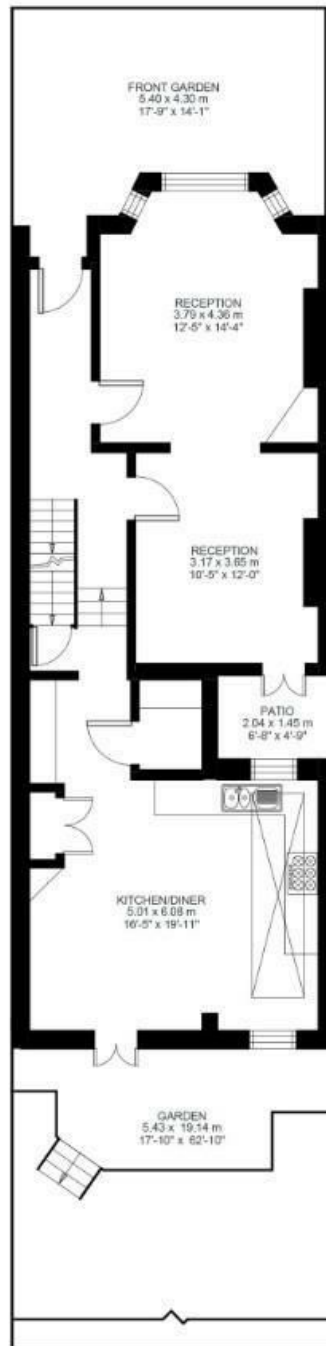 FRONT GARDEN
5.40 x 4.30 m
17'-9" x 14'-1"
RECEPTION
3.79 x 4.36 m
12'-5" x 14'-4"
RECEPTION
3.17 x 3.65 m
10'-5" x 12'-0"
PATIO
2.04 x 1.45 m
6'-8" x 4'-9"
KITCHEN/DINER
5.01 x 6.08 m
16'-5" x 19'-11"
GARDEN
5.43 x 19.14 m
17'-10" x 62'-10"